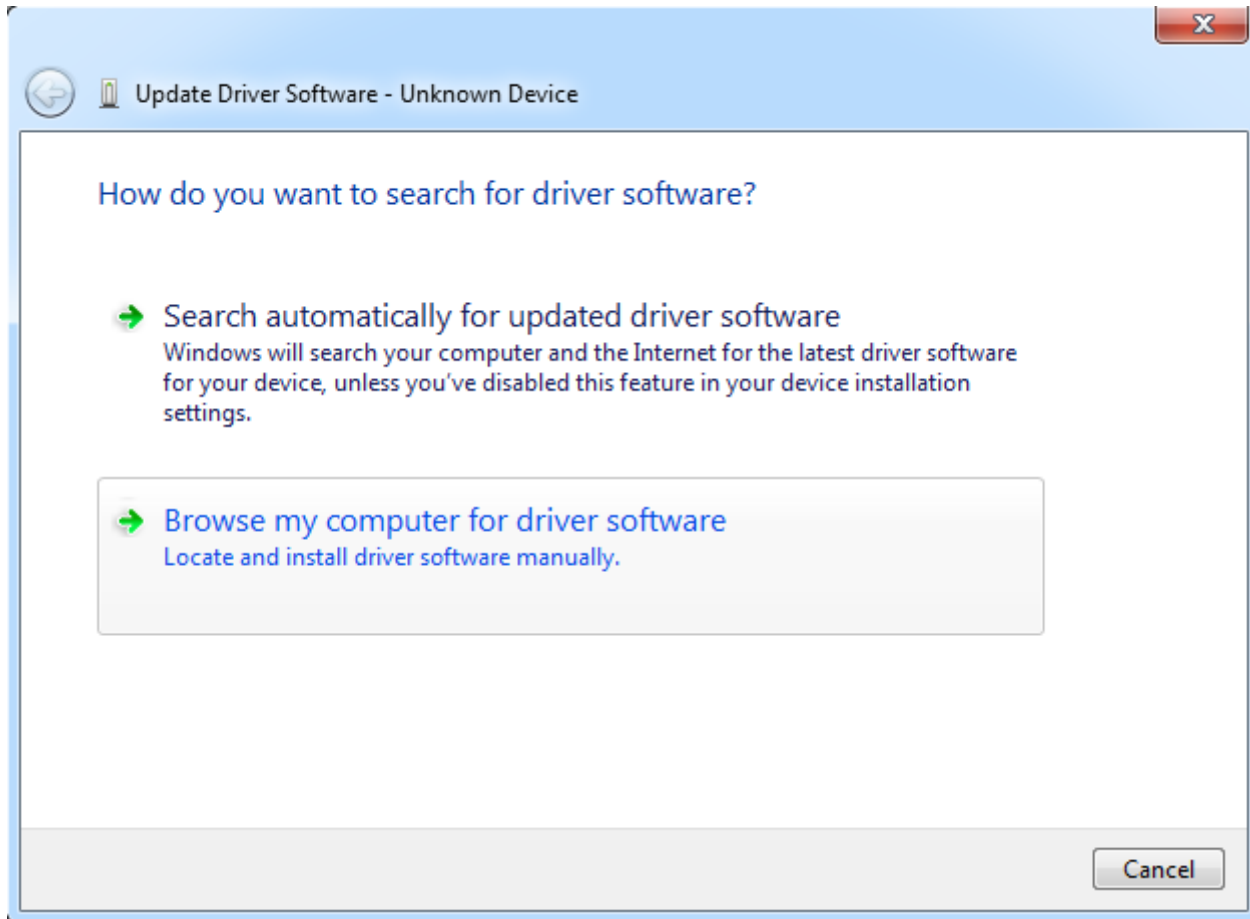 Update Driver Software - Unknown Device
How do you want to search for driver software?
Search automatically for updated driver software
Windows will search your computer and the Internet for the latest driver software
for your device, unless you've disabled this feature in your device installation
settings.
Browse my computer for driver software
Locate and install driver software manually.
Cancel